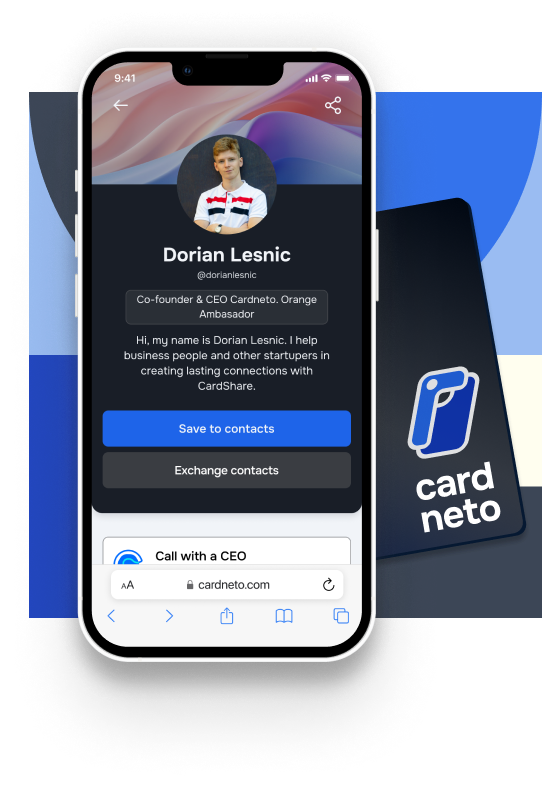 9:41
Dorian Lesnic
@dorianlesnic
Co-founder & CEO Cardneto. Orange
Ambasador
Hi, my name is Dorian Lesnic. I help
business people and other startupers in
creating lasting connections with
CardShare.
Save to contacts
Exchange contacts
Call with a CEO
AA
cardneto.com
card
neto